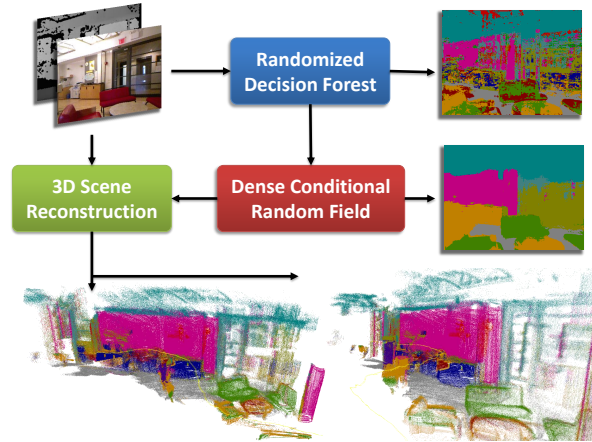 Randomized
Decision Forest
3D Scene
Reconstruction
Dense Conditional
Random Field